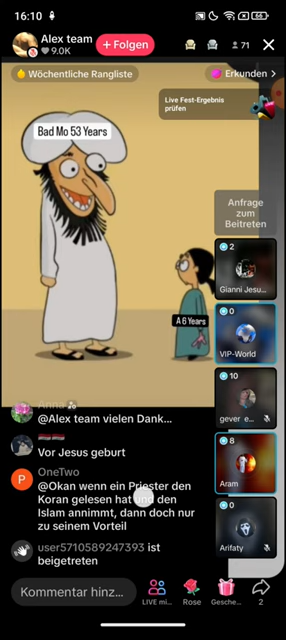 16:10
66
Alex team
9.0K
+ Folgen
71
Wöchentliche Rangliste
Erkunden >
Live Fest-Ergebnis
prüfen
Bad Mo 53 Years
A 6 Years
Anfrage
zum
Beitreten
2
Gianni Jesu...
0
VIP-World
10
gever e...
8
Aram
0
Arifaty
Anna
@Alex team vielen Dank...
Vor Jesus geburt
OneTwo
@Okan wenn ein Priester den
Koran gelesen hat und den
Islam annimmt, dann doch nur
zu seinem Vorteil
user5710589247393 ist
beigetreten
Kommentar hinz...
LIVE mi...
Rose
Gesche...
2